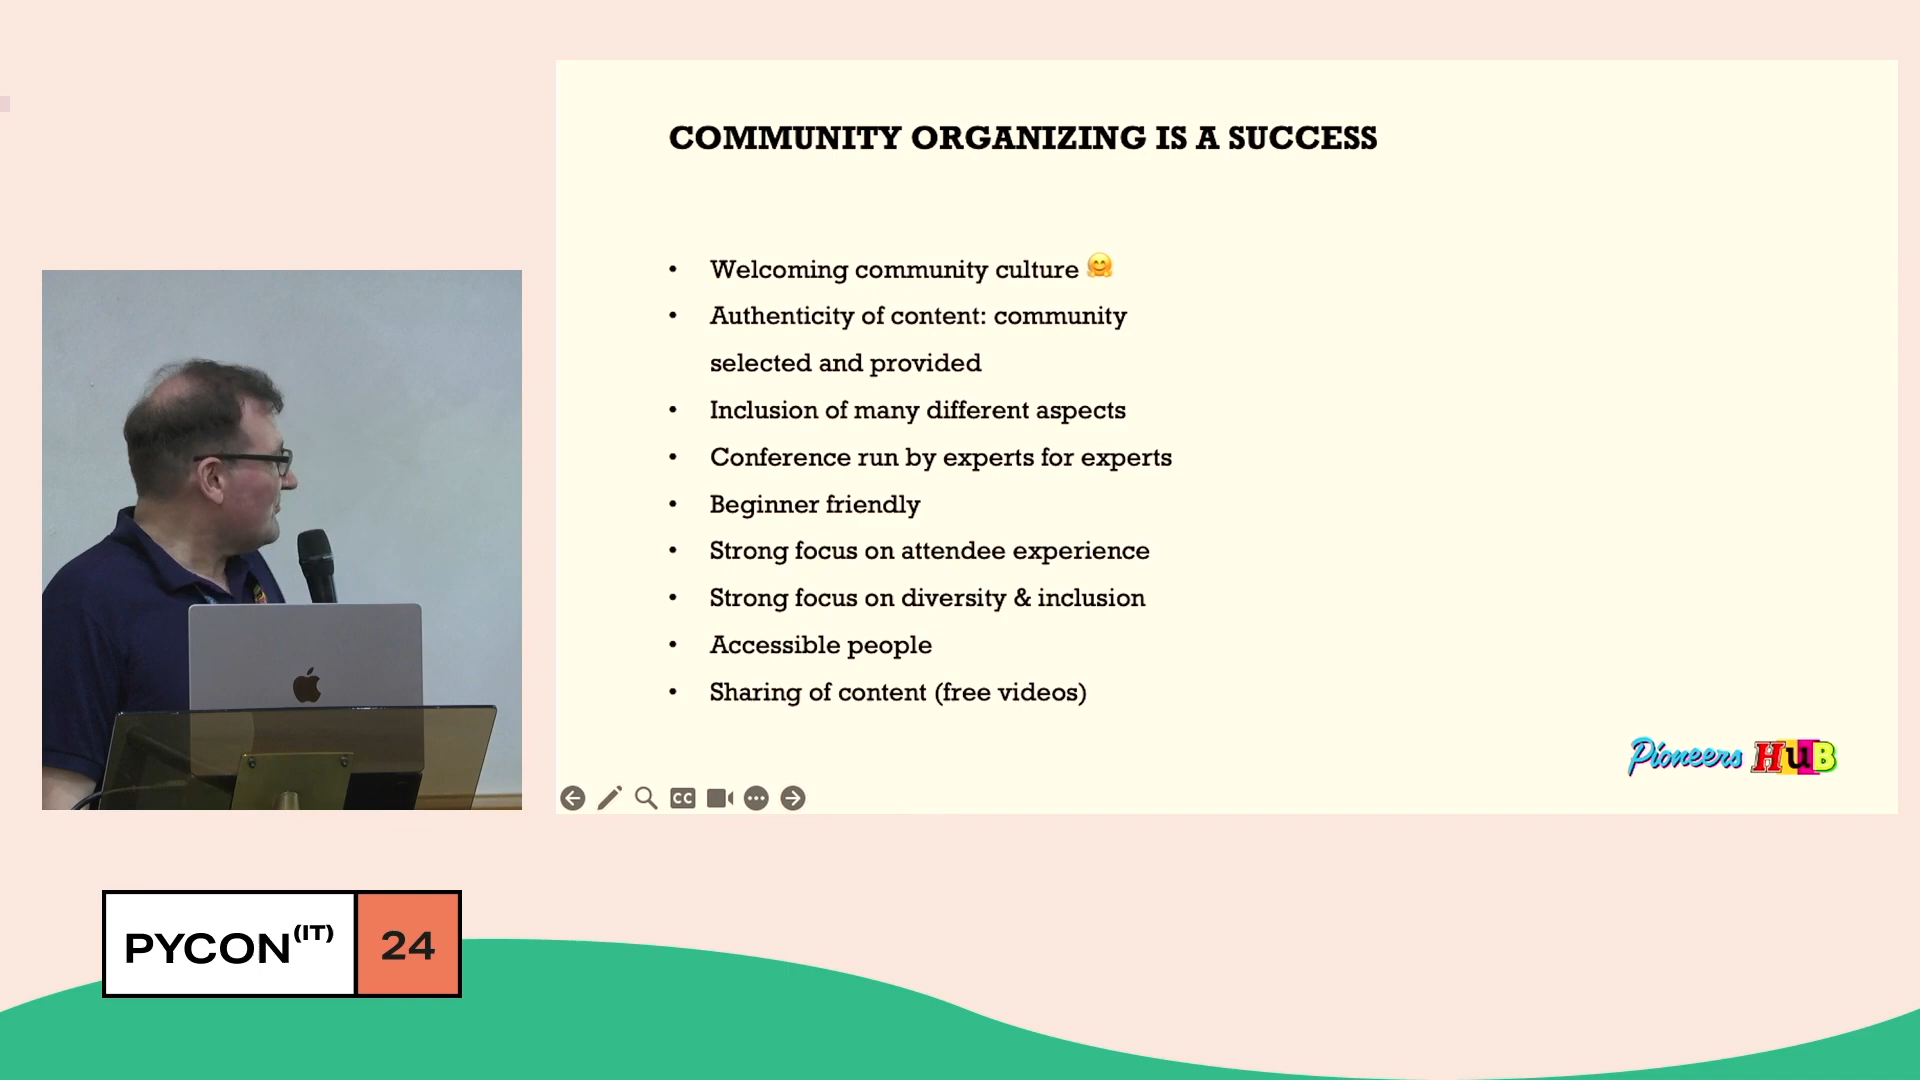 COMMUNITY ORGANIZING IS A SUCCESS
• Welcoming community culture 🤗
• Authenticity of content: community
selected and provided
• Inclusion of many different aspects
• Conference run by experts for experts
• Beginner friendly
• Strong focus on attendee experience
• Strong focus on diversity & inclusion
• Accessible people
• Sharing of content (free videos)
Pioneers HuB
CC
PYCON(IT) 24